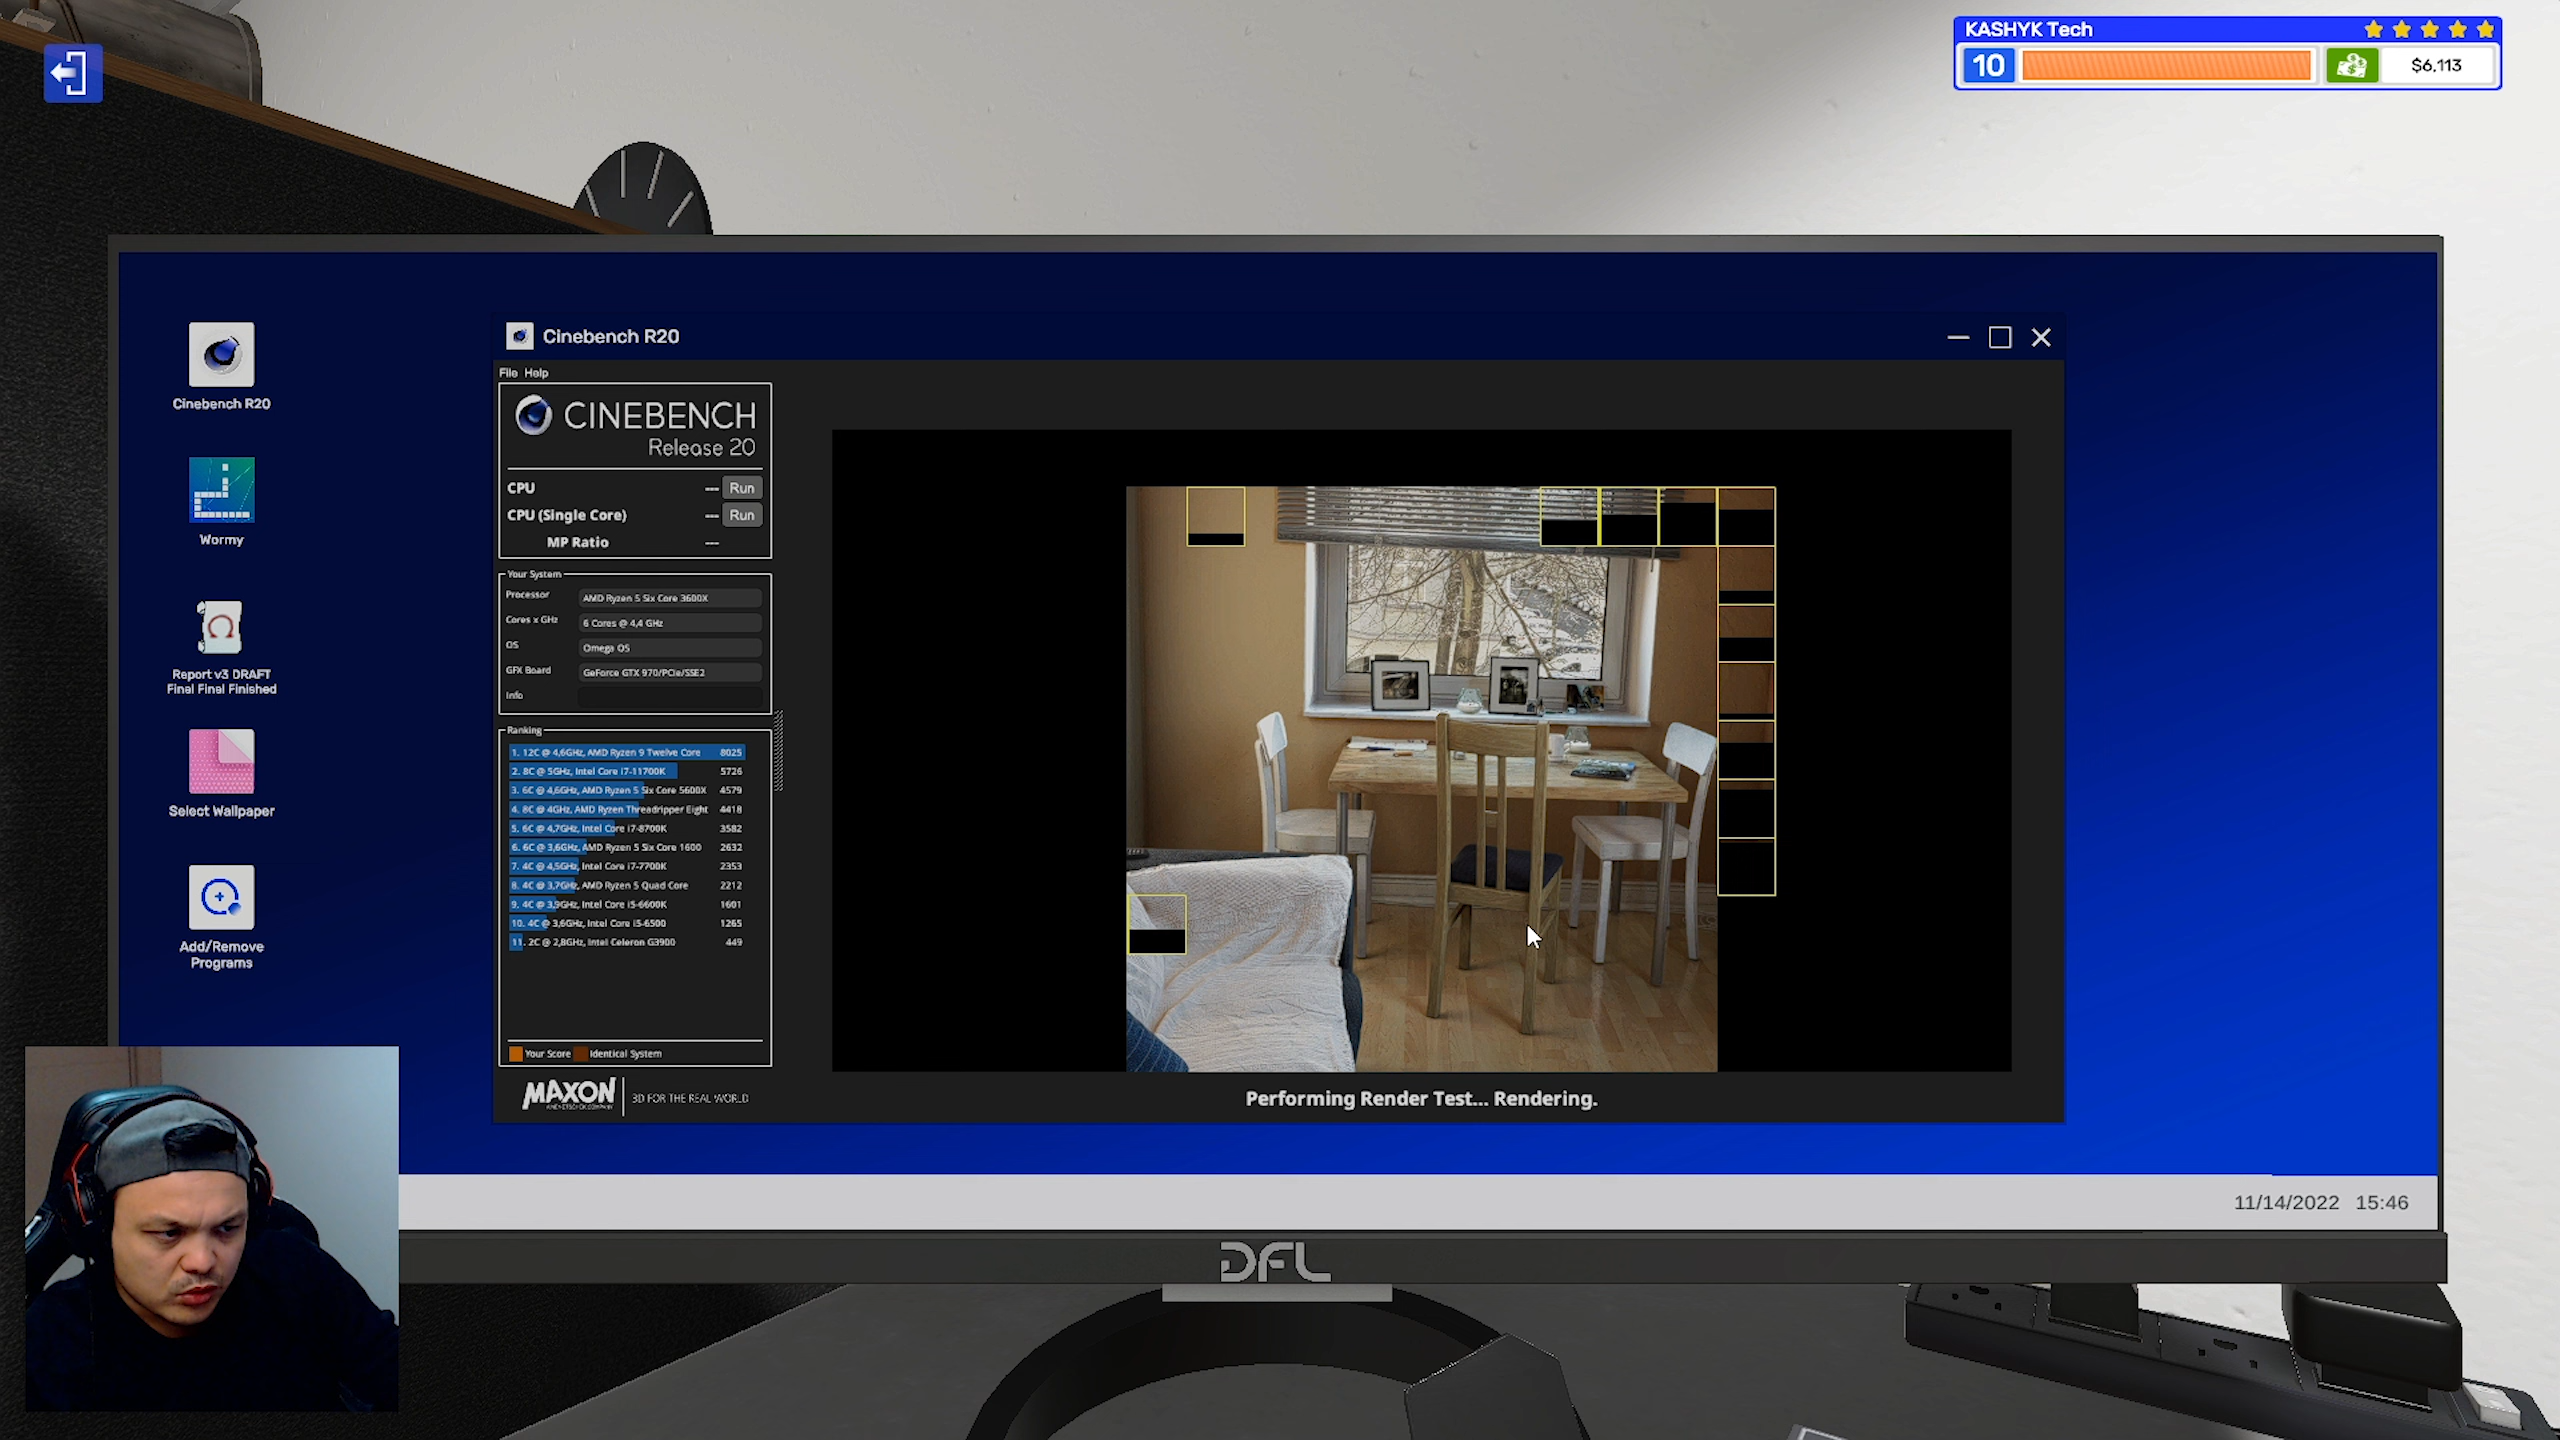 KASHYK Tech
10
$6,113
Cinebench R20
Cinebench R20
Wormy
Report v3 DRAFT
Final Final Finished
Select Wallpaper
Add/Remove
Programs
File Help
CINEBENCH
Release 20
CPU --- Run
CPU (Single Core) --- Run
MP Ratio ---
Your System
Processor AMD Ryzen 5 Six Core 3600X
Cores x GHz 6 Cores @ 4,4 GHz
OS Omega OS
GFX Board GeForce GTX 970/PCIe/SSE2
Info
Ranking
1. 12C @ 4,6GHz, AMD Ryzen 9 Twelve Core 8025
2. 8C @ 5GHz, Intel Core i7-11700K 5726
3. 6C @ 4,6GHz, AMD Ryzen 5 Six Core 5600X 4579
4. 8C @ 4GHz, AMD Ryzen Threadripper Eight 4418
5. 6C @ 4,7GHz, Intel Core i7-8700K 3582
6. 6C @ 3,6GHz, AMD Ryzen 5 Six Core 1600 2632
7. 4C @ 4,5GHz, Intel Core i7-7700K 2353
8. 4C @ 3,7GHz, AMD Ryzen 5 Quad Core 2212
9. 4C @ 3,9GHz, Intel Core i5-6600K 1601
10. 4C @ 3,6GHz, Intel Core i5-6500 1265
11. 2C @ 2,8GHz, Intel Celeron G3900 449
Your Score Identical System
MAXON
3D FOR THE REAL WORLD
Performing Render Test... Rendering.
11/14/2022 15:46
DFL